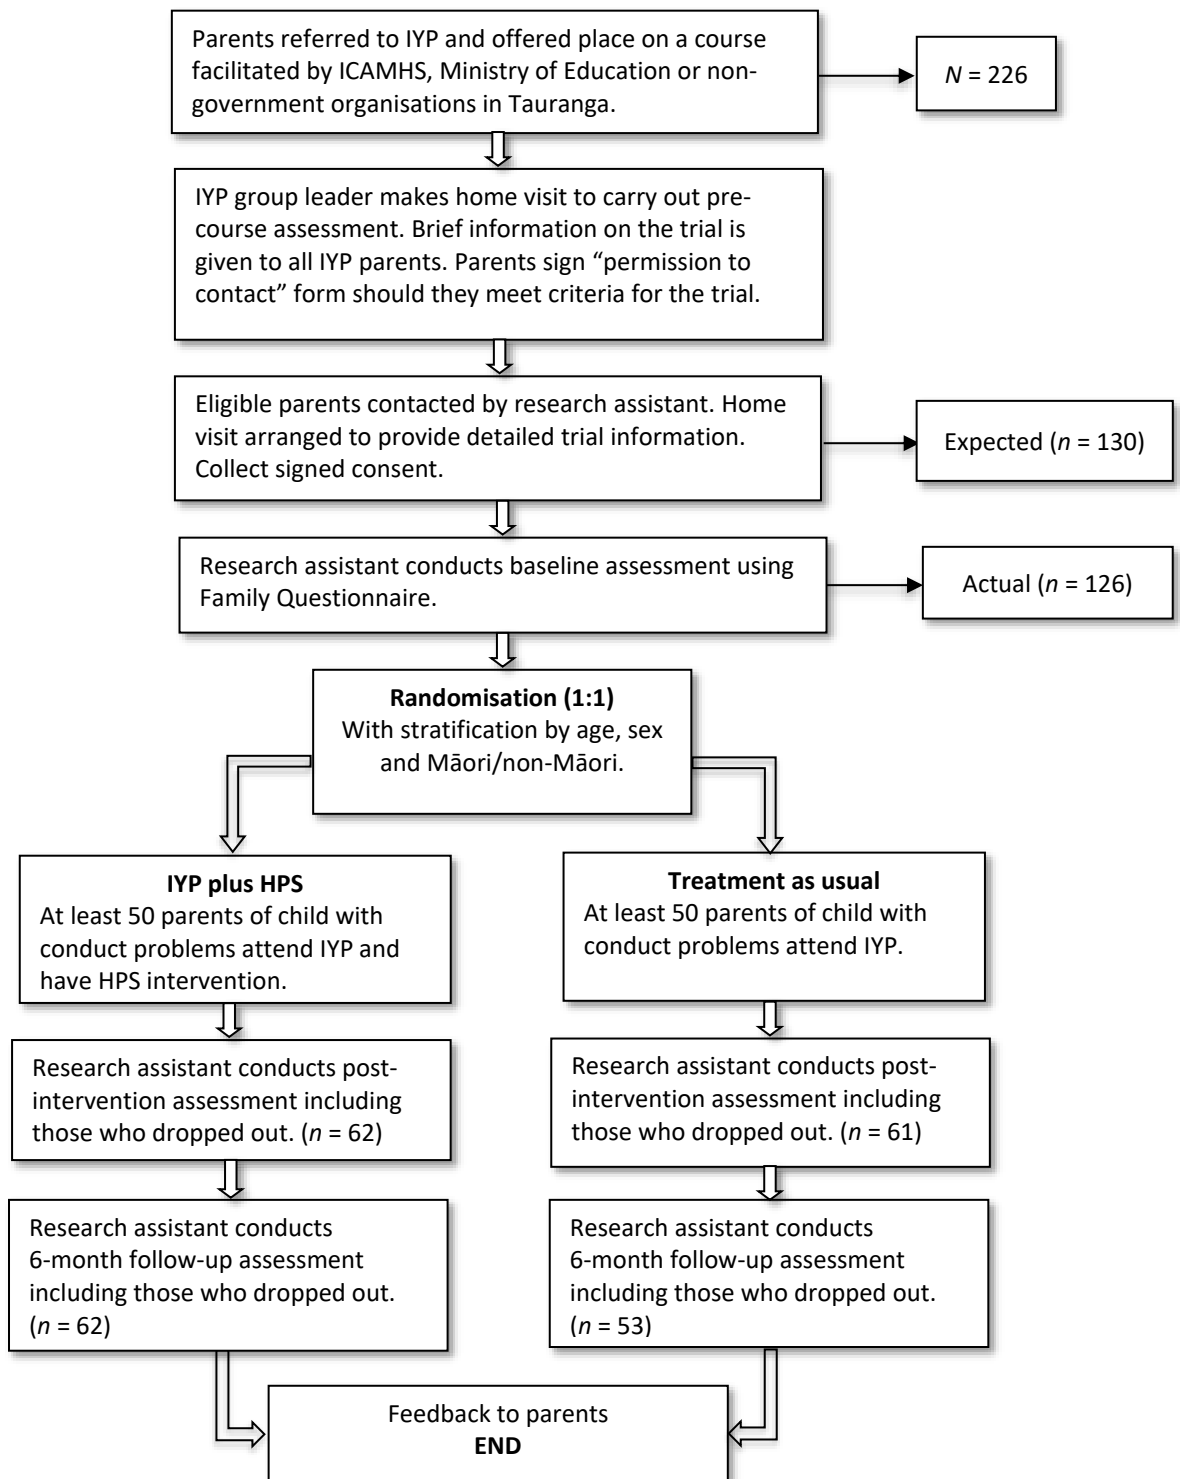 Parents referred to IYP and offered place on a course
facilitated by ICAMHS, Ministry of Education or non-
government organisations in Tauranga.
N = 226
IYP group leader makes home visit to carry out pre-
course assessment. Brief information on the trial is
given to all IYP parents. Parents sign “permission to
contact” form should they meet criteria for the trial.
Eligible parents contacted by research assistant. Home
visit arranged to provide detailed trial information.
Collect signed consent.
Expected (n = 130)
Research assistant conducts baseline assessment using
Family Questionnaire.
Actual (n = 126)
Randomisation (1:1)
With stratification by age, sex
and Māori/non-Māori.
IYP plus HPS
At least 50 parents of child with
conduct problems attend IYP and
have HPS intervention.
Treatment as usual
At least 50 parents of child with
conduct problems attend IYP.
Research assistant conducts post-
intervention assessment including
those who dropped out. (n = 62)
Research assistant conducts post-
intervention assessment including
those who dropped out. (n = 61)
Research assistant conducts
6-month follow-up assessment
including those who dropped out.
(n = 62)
Research assistant conducts
6-month follow-up assessment
including those who dropped out.
(n = 53)
Feedback to parents
END